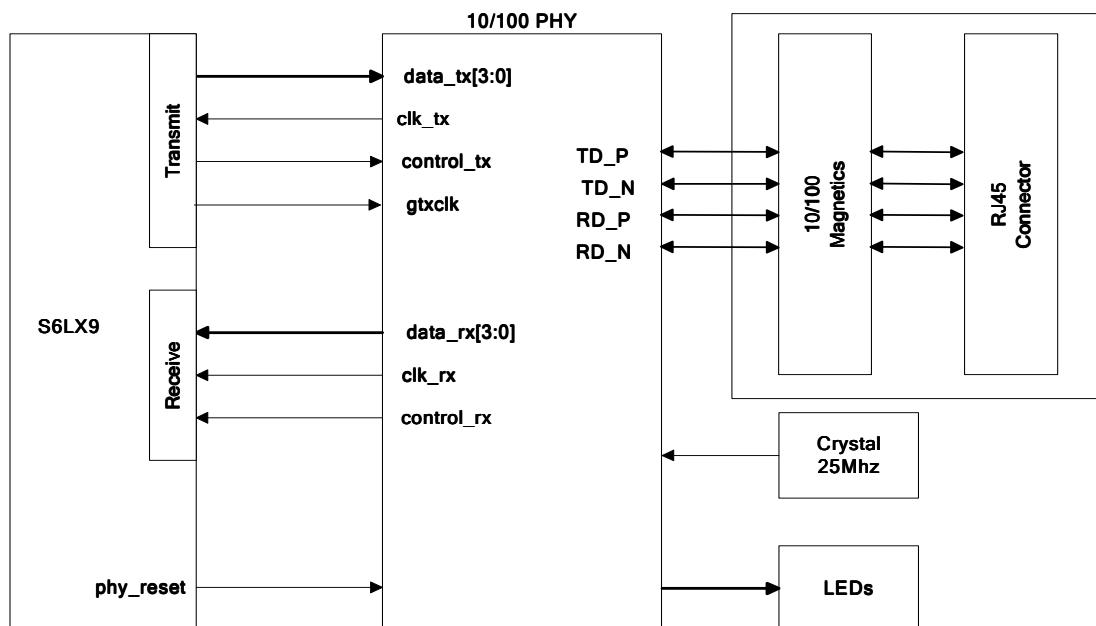 10/100 PHY
S6LX9
Transmit
Receive
phy_reset
data_tx[3:0]
clk_tx
control_tx
gtxclk
data_rx[3:0]
clk_rx
control_rx
TD_P
TD_N
RD_P
RD_N
10/100
Magnetics
RJ45
Connector
Crystal
25Mhz
LEDs